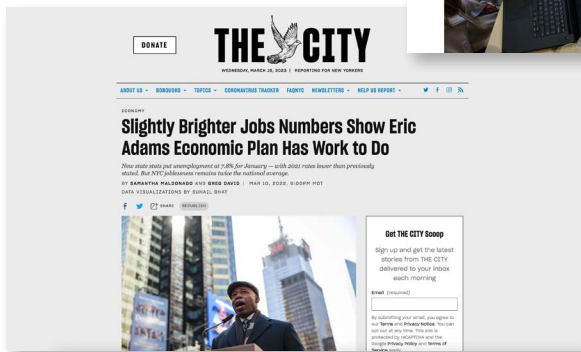 DONATE
THE CITY
WEDNESDAY, MARCH 16, 2022 | REPORTING FOR NEW YORKERS
ABOUT US BOROUGHS TOPICS CORONAVIRUS TRACKER FAQNYC NEWSLETTERS HELP US REPORT
ECONOMY
Slightly Brighter Jobs Numbers Show Eric
Adams Economic Plan Has Work to Do
New state stats put unemployment at 7.8% for January — with 2021 rates lower than previously
stated. But NYC joblessness remains twice the national average.
BY SAMANTHA MALDONADO AND GREG DAVID | MAR 10, 2022, 5:00PM MDT
DATA VISUALIZATIONS BY SUHAIL BHAT
SHARE REPUBLISH
Get THE CITY Scoop
Sign up and get the latest
stories from THE CITY
delivered to your inbox
each morning
Email (required)
By submitting your email, you agree to
our Terms and Privacy Notice. You can
opt out at any time. This site is
protected by reCAPTCHA and the
Google Privacy Policy and Terms of
Service apply.